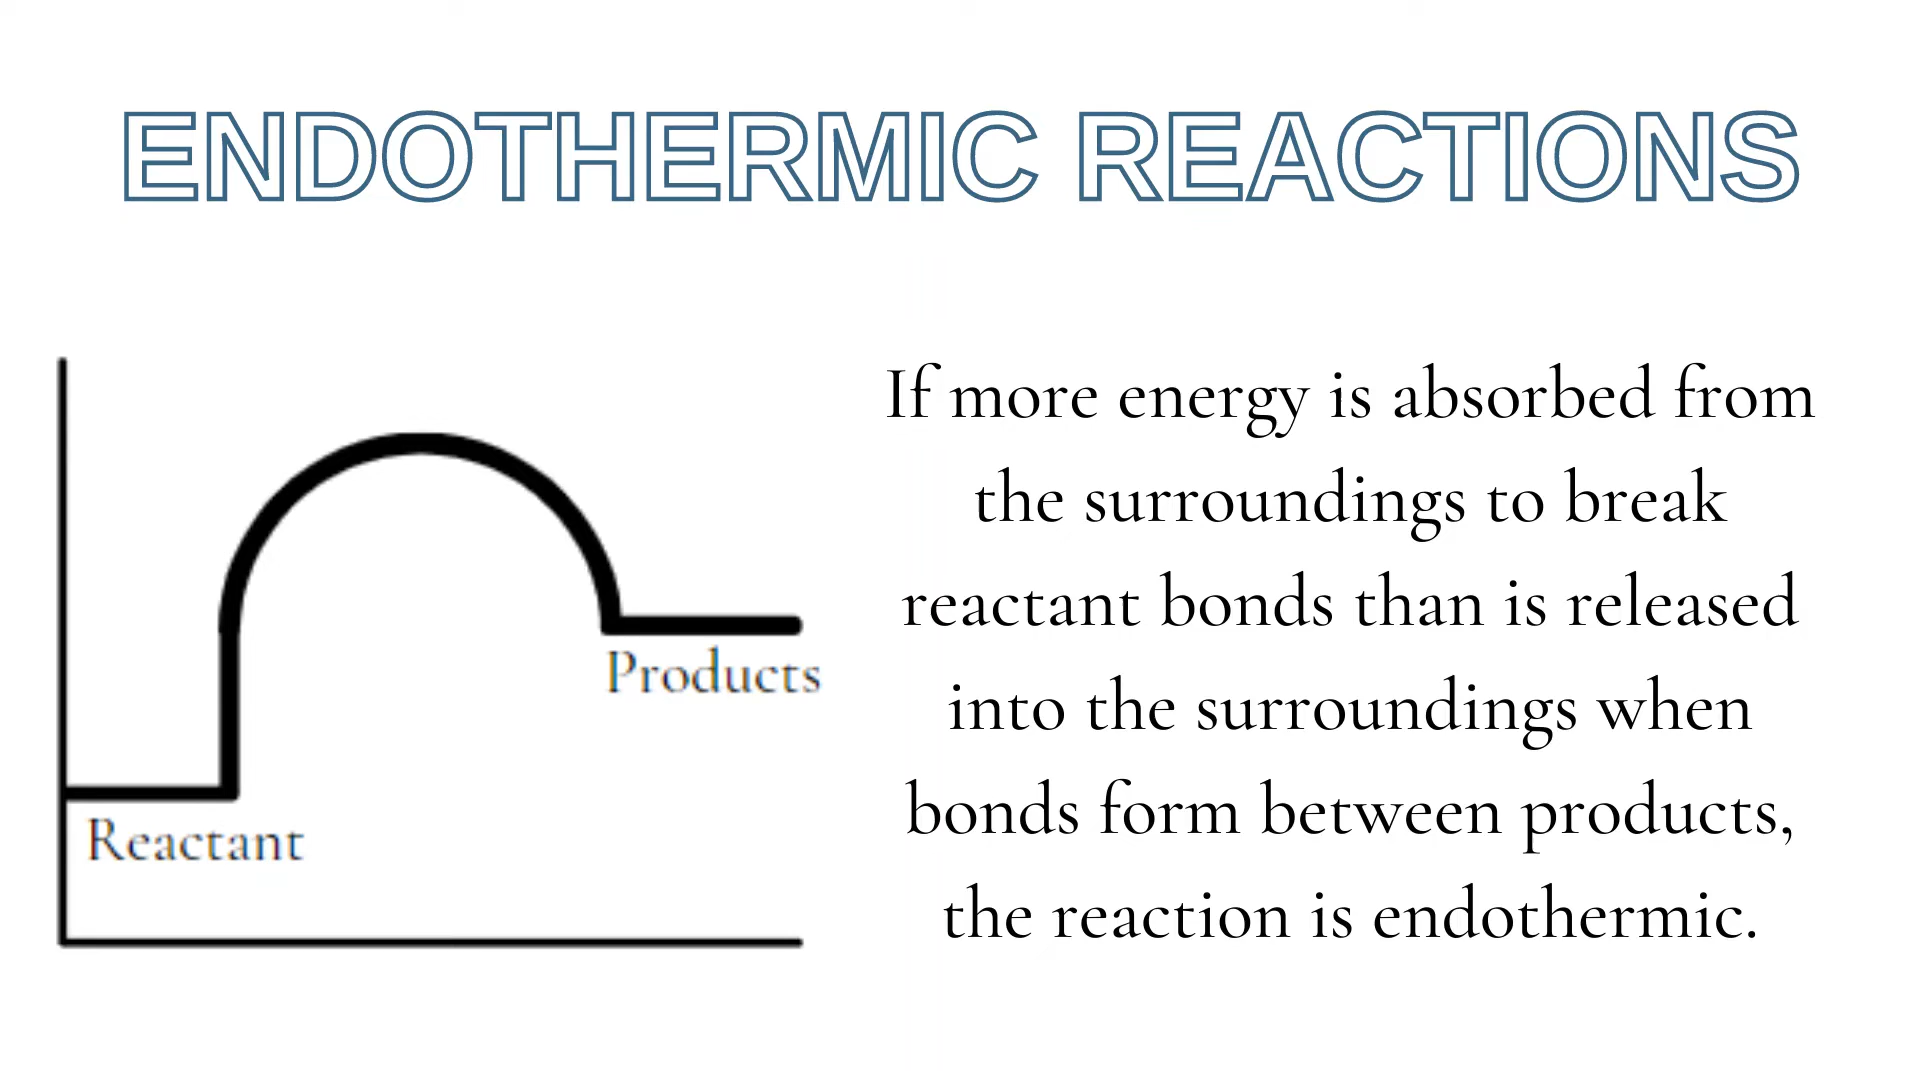 ENDOTHERMIC REACTIONS
If more energy is absorbed from
the surroundings to break
reactant bonds than is released
into the surroundings when
bonds form between products,
the reaction is endothermic.
Products
Reactant